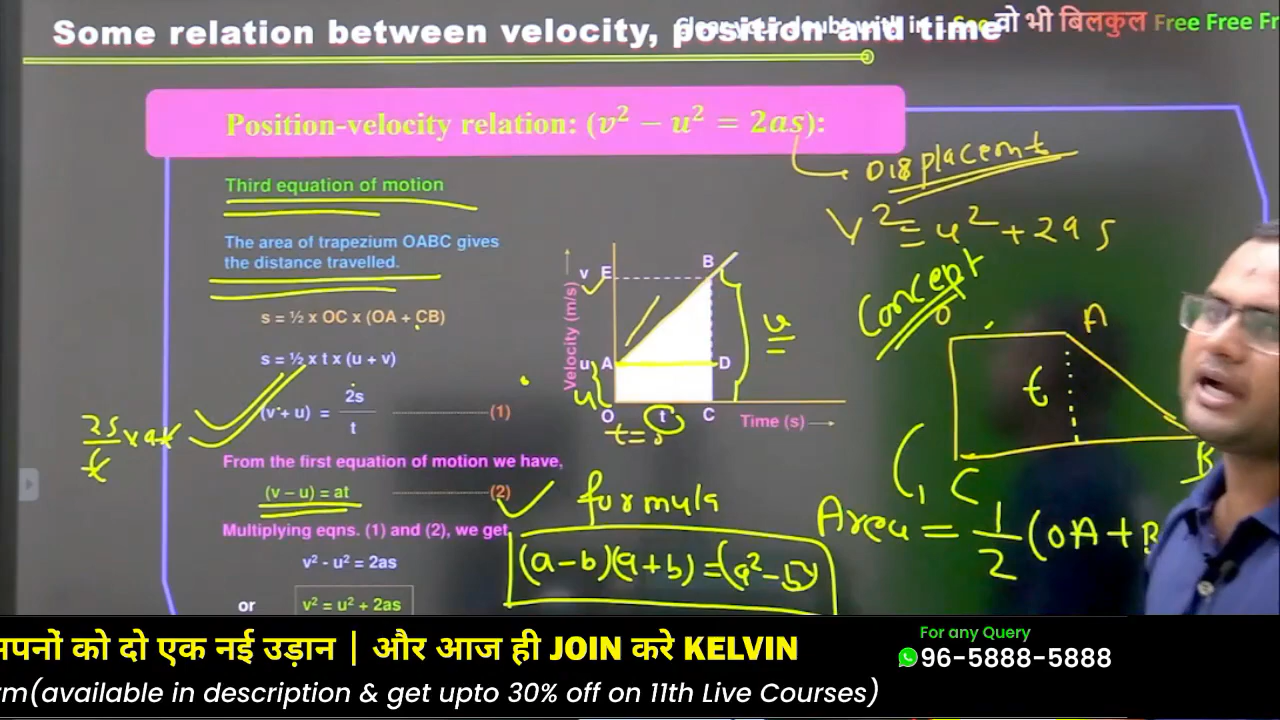 Some relation between velocity, position and time
वो भी बिलकुल Free Free Fr
Position-velocity relation: (v² − u² = 2as):
Displacemnt
V² = u² + 2as
Concept
Third equation of motion
The area of trapezium OABC gives
the distance travelled.
s = ½ x OC x (OA + CB)
s = ½ x t x (u + v)
(v + u) = 2s/t (1)
2s/t x at
From the first equation of motion we have,
(v – u) = at (2)
Multiplying eqns. (1) and (2), we get,
v² - u² = 2as
or v² = u² + 2as
Velocity (m/s)
v E B
u A D
u
O t C Time (s)
formula
(a-b)(a+b) = (a²-b²)
O A
t
C B
Area = 1/2 (OA + B
सपनों को दो एक नई उड़ान | और आज ही JOIN करे KELVIN
rm(available in description & get upto 30% off on 11th Live Courses)
For any Query
96-5888-5888